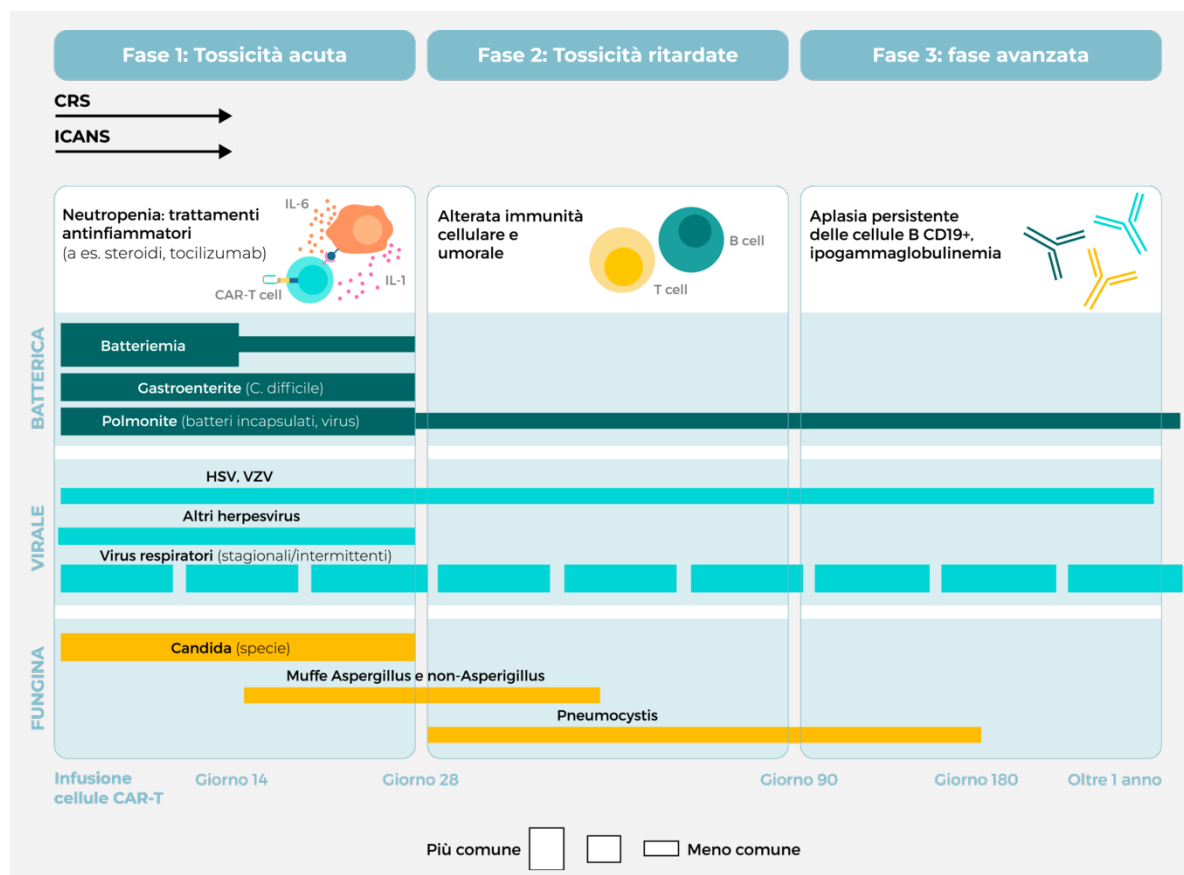 Fase 1: Tossicità acuta
Fase 2: Tossicità ritardate
Fase 3: fase avanzata
CRS
ICANS
Neutropenia: trattamenti
antinfiammatori
(a es. steroidi, tocilizumab)
IL-6
CAR-T cell
IL-1
Alterata immunità
cellulare e
umorale
B cell
T cell
Aplasia persistente
delle cellule B CD19+,
ipogammaglobulinemia
BATTERICA
Batteriemia
Gastroenterite (C. difficile)
Polmonite (batteri incapsulati, virus)
VIRALE
HSV, VZV
Altri herpesvirus
Virus respiratori (stagionali/intermittenti)
FUNGINA
Candida (specie)
Muffe Aspergillus e non-Asperigillus
Pneumocystis
Infusione
cellule CAR-T
Giorno 14
Giorno 28
Giorno 90
Giorno 180
Oltre 1 anno
Più comune
Meno comune